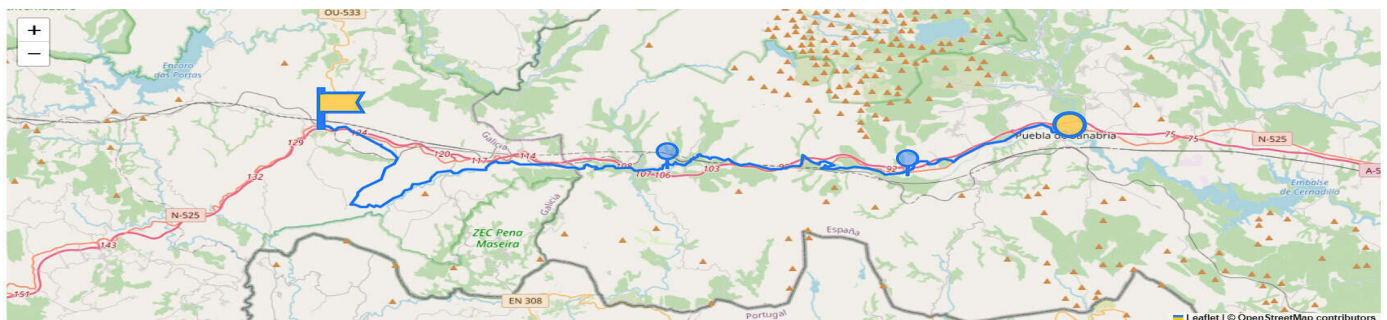 +
−
OU-533
Encoro
das Portas
129
124
120
117
114
108
107
106
103
92
75
75
N-525
A-5
Puebla de Sanabria
132
N-525
143
151
Galicia
Galicia
ZEC Pena
Maseira
España
Portugal
EN 308
Embalse
de Cernadilla
Leaflet | © OpenStreetMap contributors